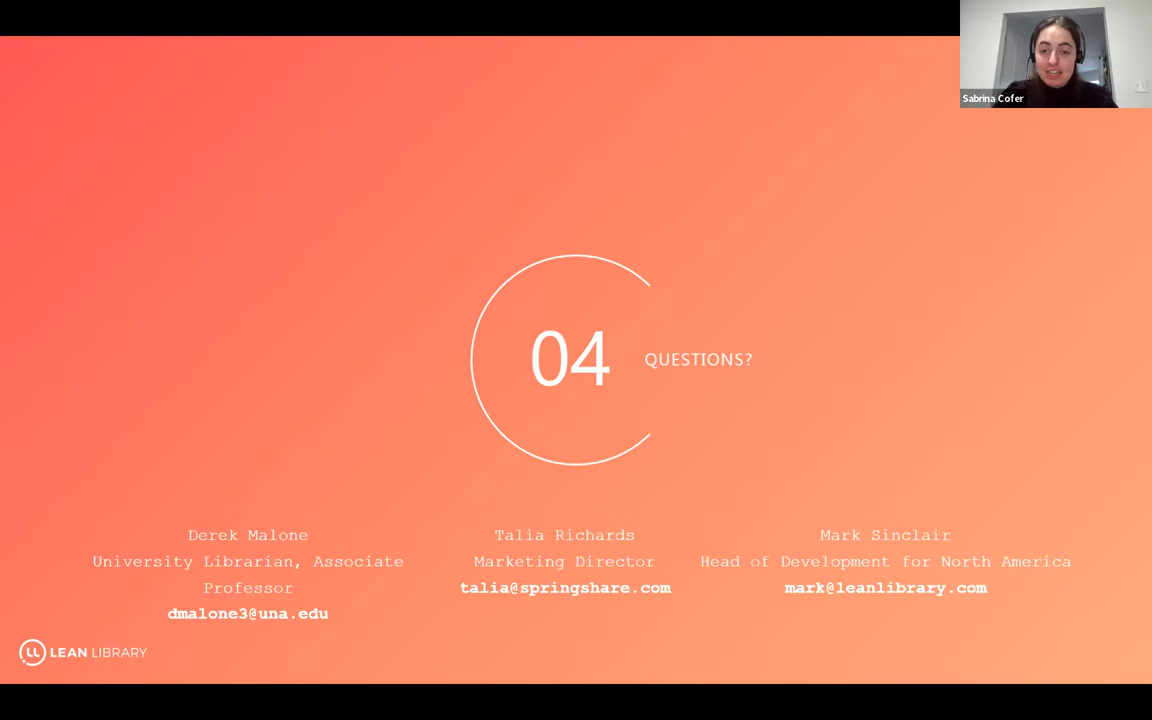 Sabrina Cofer
04
QUESTIONS?
Derek Malone
University Librarian, Associate
Professor
dmalone3@una.edu
Talia Richards
Marketing Director
talia@springshare.com
Mark Sinclair
Head of Development for North America
mark@leanlibrary.com
LEAN LIBRARY